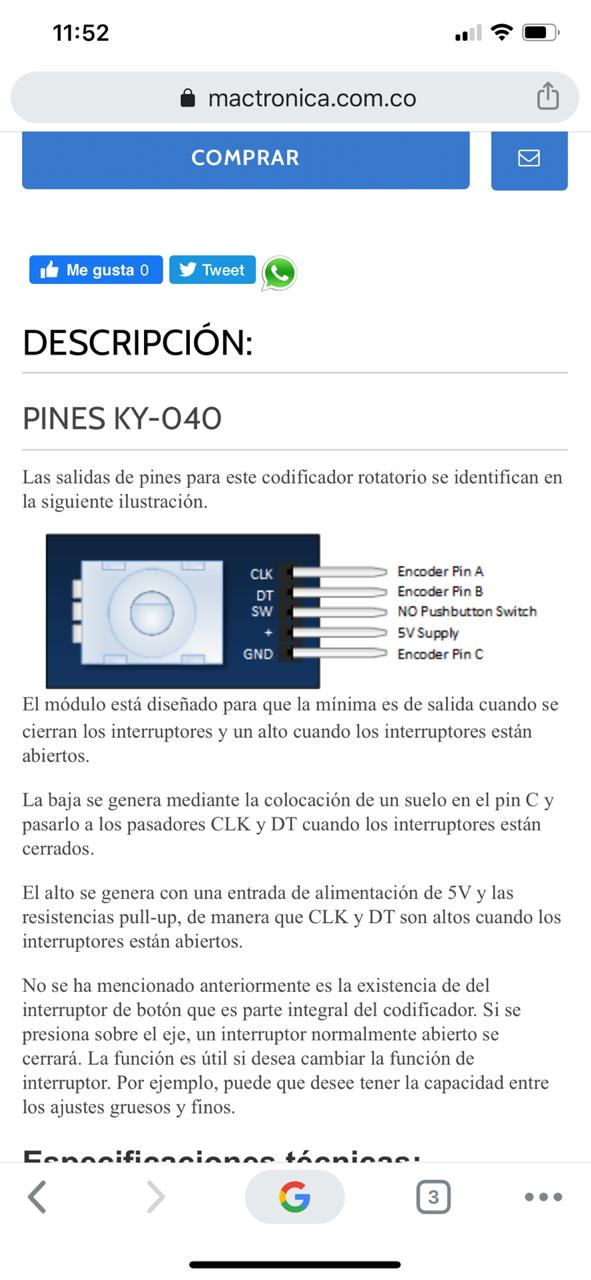 11:52
mactronica.com.co
COMPRAR
Me gusta 0
Tweet
DESCRIPCIÓN:
PINES KY-040
Las salidas de pines para este codificador rotatorio se identifican en
la siguiente ilustración.
CLK Encoder Pin A
DT Encoder Pin B
SW NO Pushbutton Switch
+ 5V Supply
GND Encoder Pin C
El módulo está diseñado para que la mínima es de salida cuando se
cierran los interruptores y un alto cuando los interruptores están
abiertos.
La baja se genera mediante la colocación de un suelo en el pin C y
pasarlo a los pasadores CLK y DT cuando los interruptores están
cerrados.
El alto se genera con una entrada de alimentación de 5V y las
resistencias pull-up, de manera que CLK y DT son altos cuando los
interruptores están abiertos.
No se ha mencionado anteriormente es la existencia de del
interruptor de botón que es parte integral del codificador. Si se
presiona sobre el eje, un interruptor normalmente abierto se
cerrará. La función es útil si desea cambiar la función de
interruptor. Por ejemplo, puede que desee tener la capacidad entre
los ajustes gruesos y finos.
Especificaciones técnicas:
3